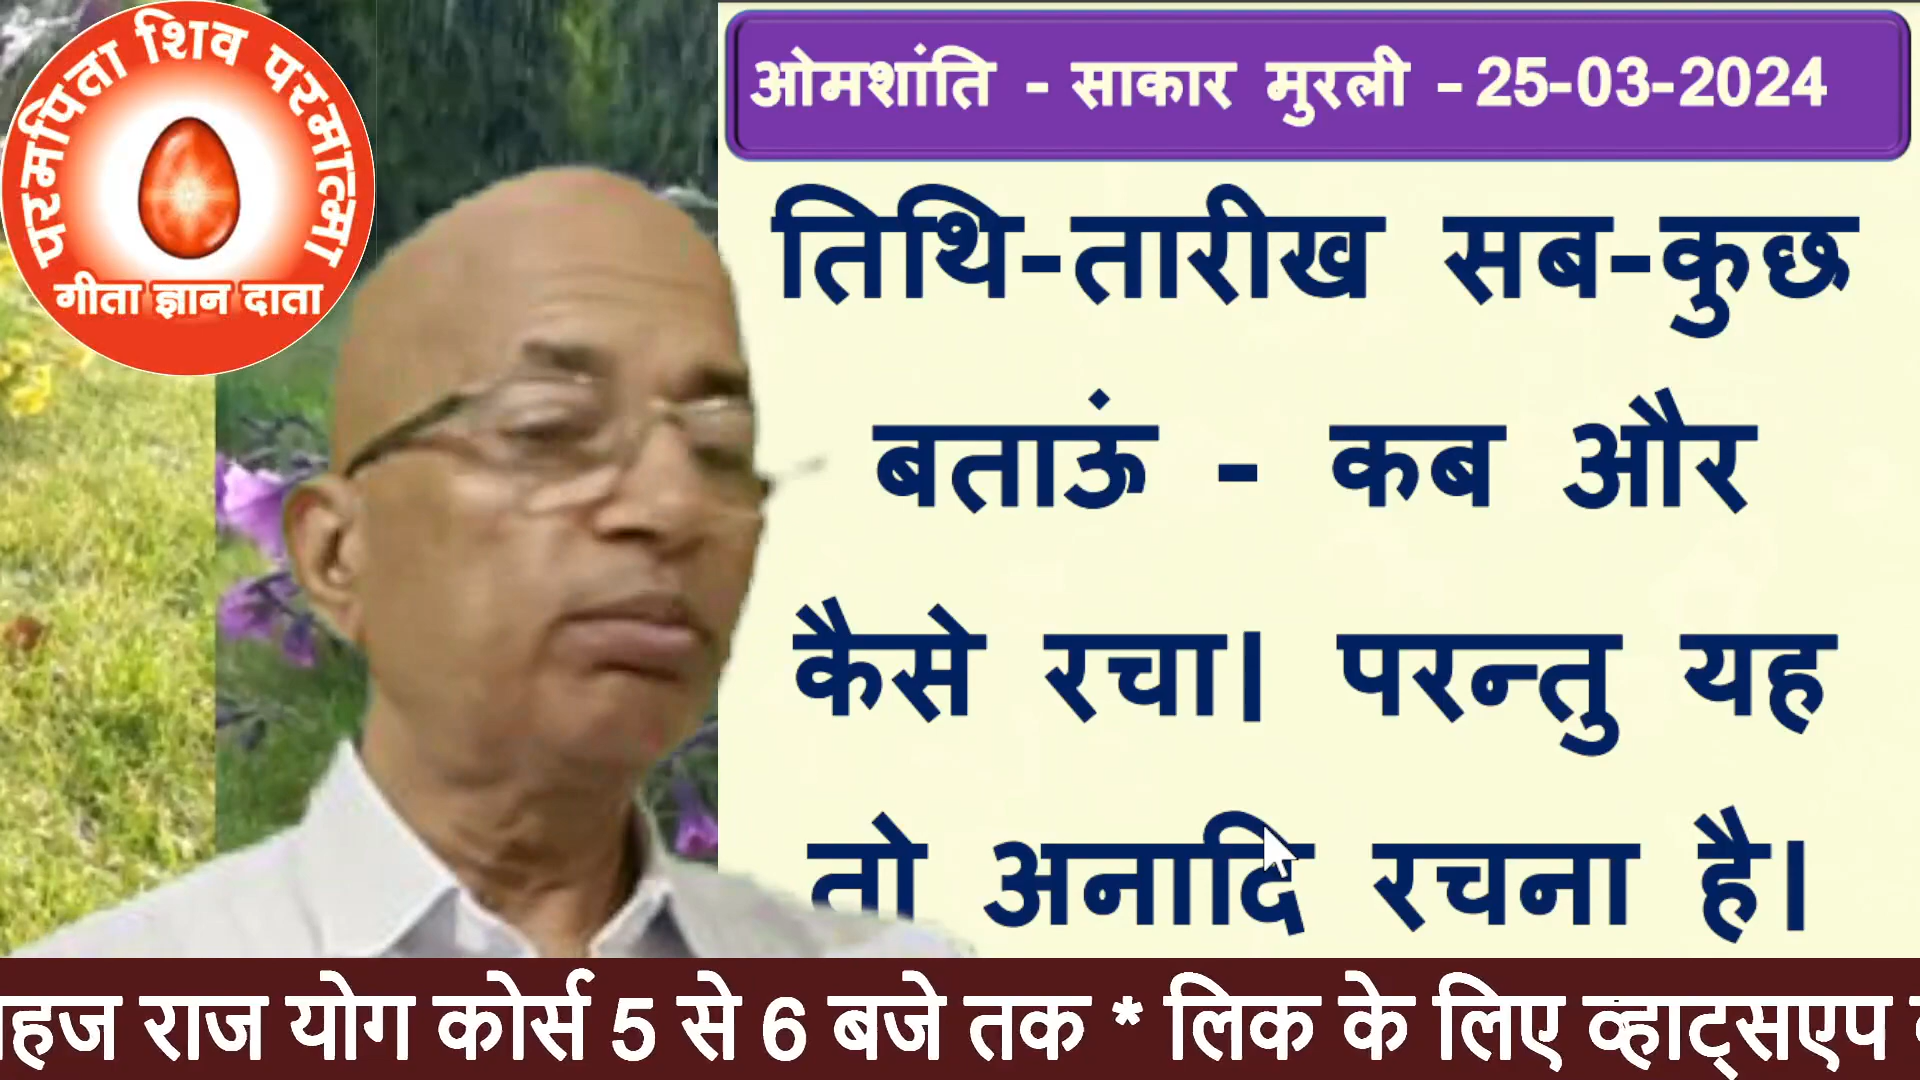 परमपिता शिव परमात्मा
गीता ज्ञान दाता
ओमशांति - साकार मुरली - 25-03-2024
तिथि-तारीख सब-कुछ
बताऊं - कब और
कैसे रचा। परन्तु यह
तो अनादि रचना है।
राज योग कोर्स 5 से 6 बजे तक * लिंक के लिए व्हाट्सएप